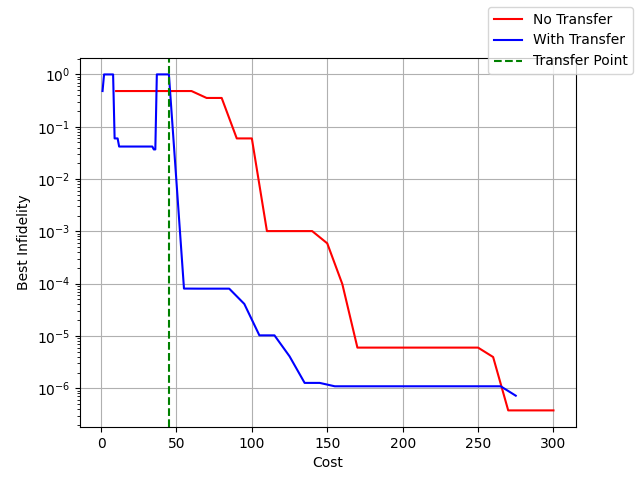 No Transfer
With Transfer
Transfer Point
10⁰
10⁻¹
10⁻²
10⁻³
10⁻⁴
10⁻⁵
10⁻⁶
Best Infidelity
0 50 100 150 200 250 300
Cost